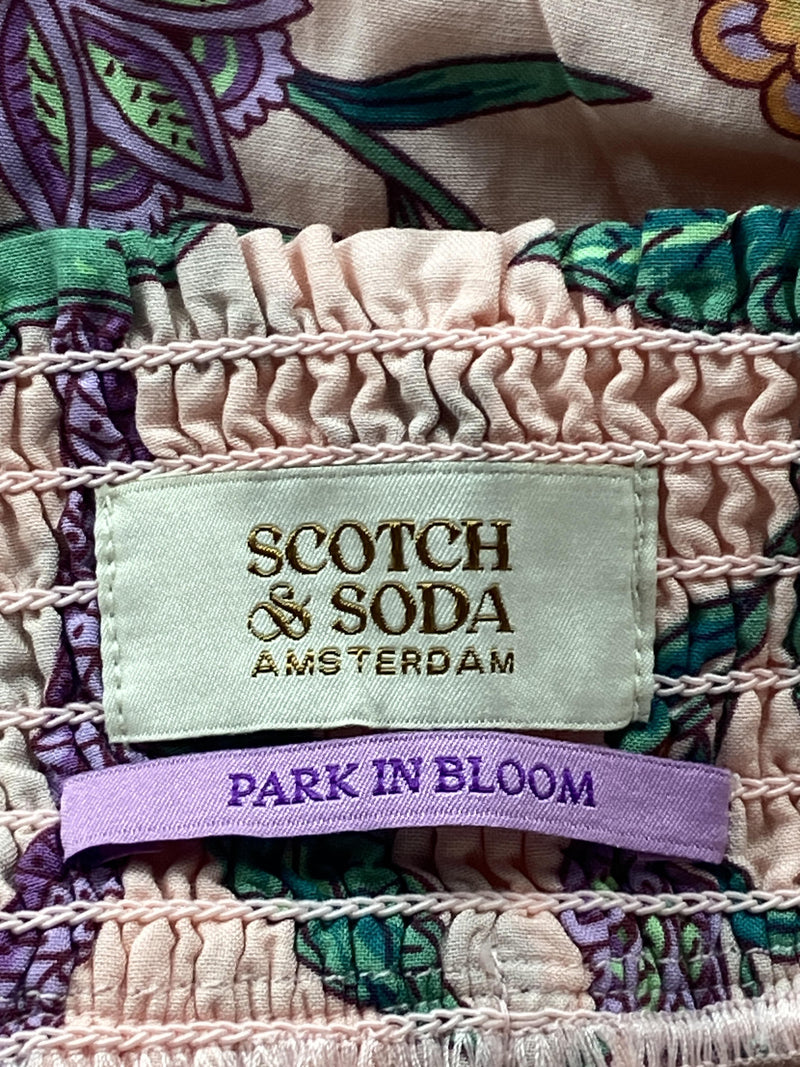 SCOTCH
& SODA
AMSTERDAM
PARK IN BLOOM